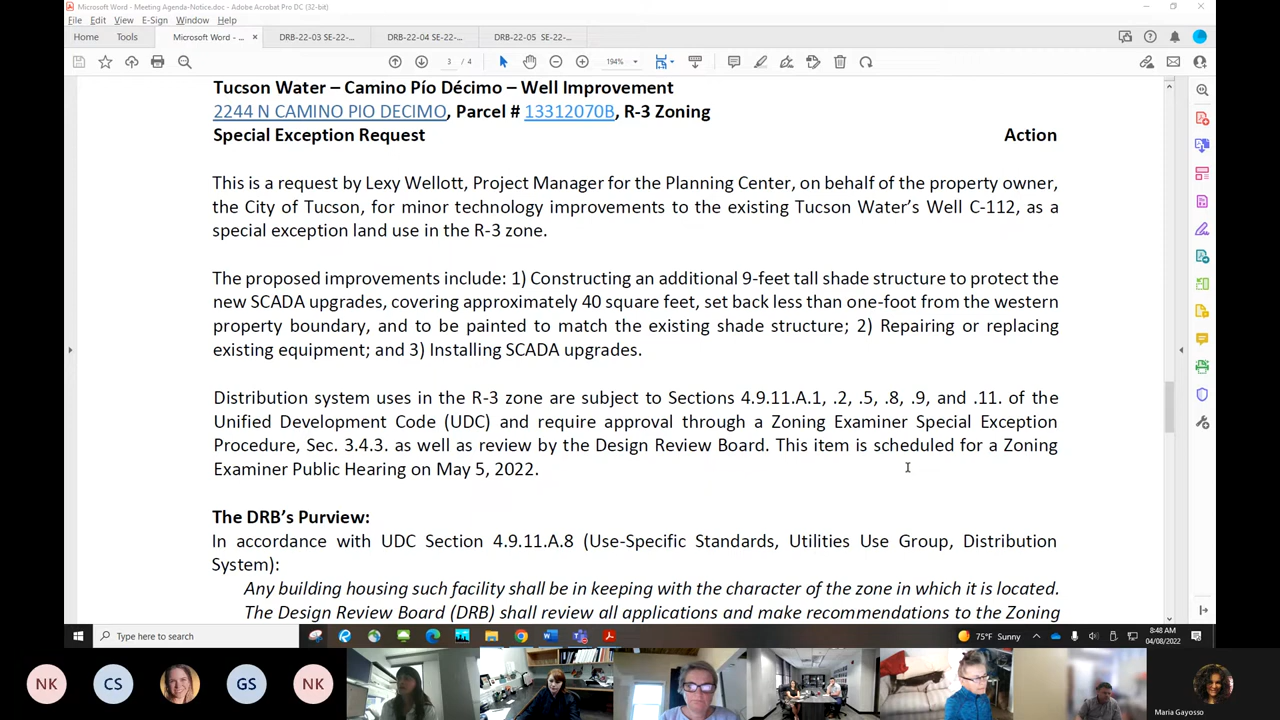 Microsoft Word - Meeting Agenda-Notice.doc - Adobe Acrobat Pro DC (32-bit)
File Edit View E-Sign Window Help
Home Tools Microsoft Word - ... × DRB-22-03 SE-22-... DRB-22-04 SE-22-... DRB-22-05 SE-22-...
3 / 4 194%
Tucson Water – Camino Pío Décimo – Well Improvement
2244 N CAMINO PIO DECIMO, Parcel # 13312070B, R-3 Zoning
Special Exception Request Action
This is a request by Lexy Wellott, Project Manager for the Planning Center, on behalf of the property owner,
the City of Tucson, for minor technology improvements to the existing Tucson Water's Well C-112, as a
special exception land use in the R-3 zone.
The proposed improvements include: 1) Constructing an additional 9-feet tall shade structure to protect the
new SCADA upgrades, covering approximately 40 square feet, set back less than one-foot from the western
property boundary, and to be painted to match the existing shade structure; 2) Repairing or replacing
existing equipment; and 3) Installing SCADA upgrades.
Distribution system uses in the R-3 zone are subject to Sections 4.9.11.A.1, .2, .5, .8, .9, and .11. of the
Unified Development Code (UDC) and require approval through a Zoning Examiner Special Exception
Procedure, Sec. 3.4.3. as well as review by the Design Review Board. This item is scheduled for a Zoning
Examiner Public Hearing on May 5, 2022.
The DRB's Purview:
In accordance with UDC Section 4.9.11.A.8 (Use-Specific Standards, Utilities Use Group, Distribution
System):
Any building housing such facility shall be in keeping with the character of the zone in which it is located.
The Design Review Board (DRB) shall review all applications and make recommendations to the Zoning
Type here to search 75°F Sunny 8:48 AM
04/08/2022
NK CS GS NK
Maria Gayosso